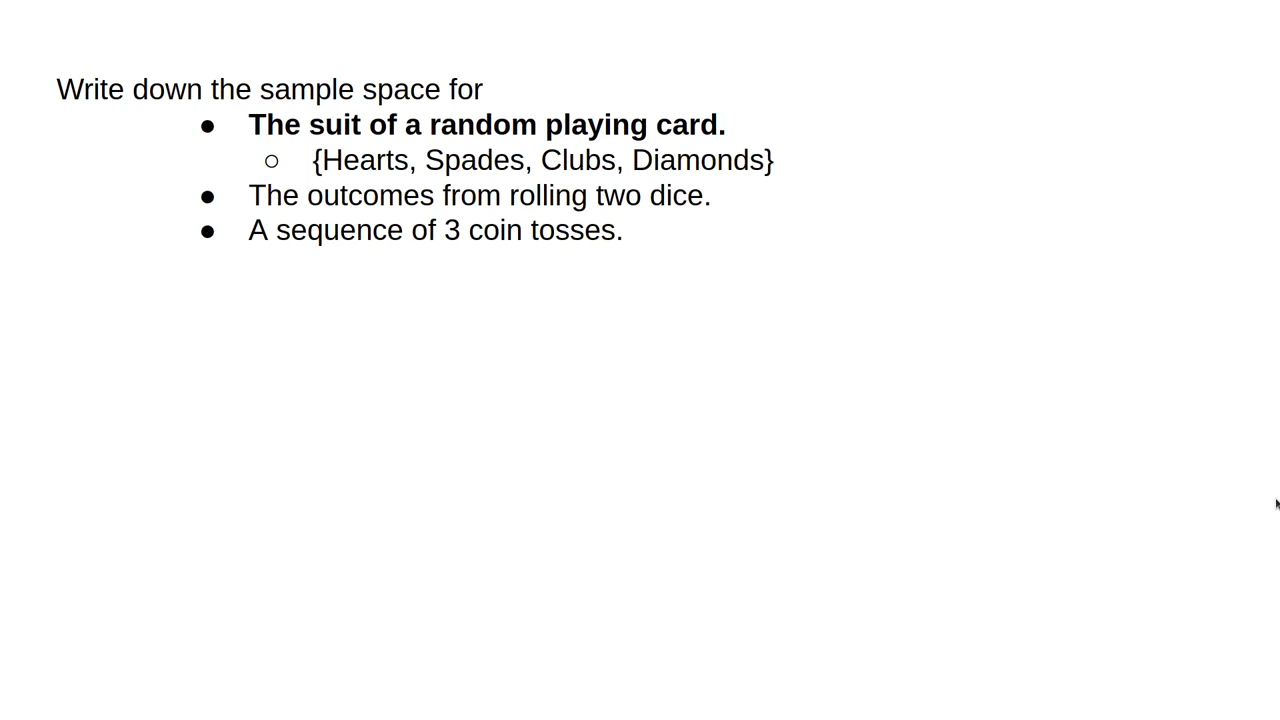 Write down the sample space for
● The suit of a random playing card.
○ {Hearts, Spades, Clubs, Diamonds}
● The outcomes from rolling two dice.
● A sequence of 3 coin tosses.